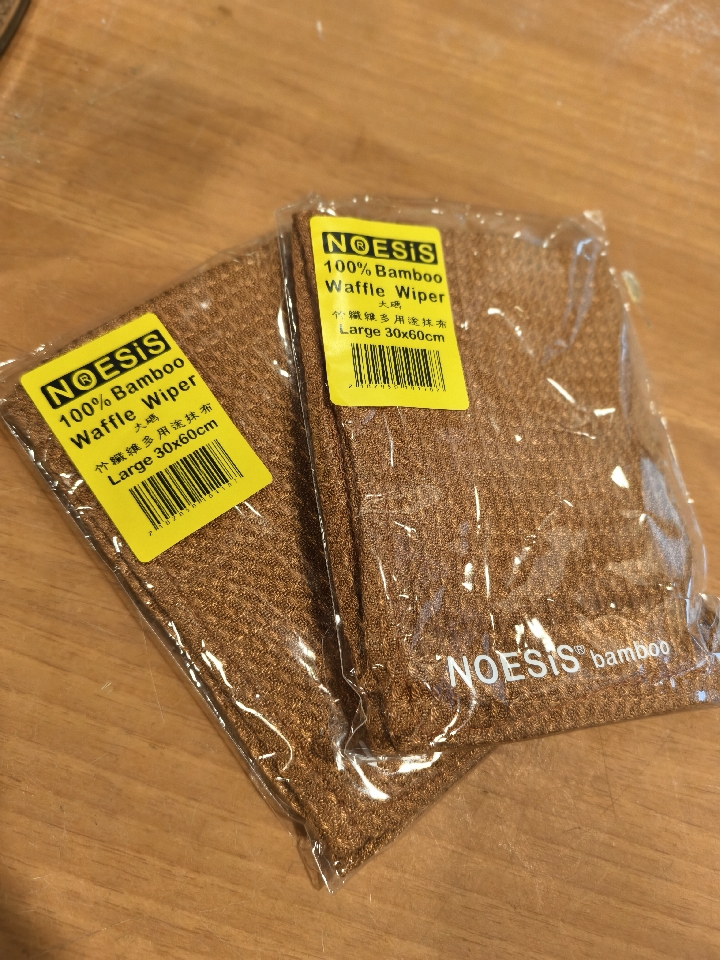 NOESiS
100% Bamboo
Waffle Wiper
大碼
竹纖維多用途抹布
Large 30x60cm
NOESiS
100% Bamboo
Waffle Wiper
大碼
竹纖維多用途抹布
Large 30x60cm
NOESiS® bamboo